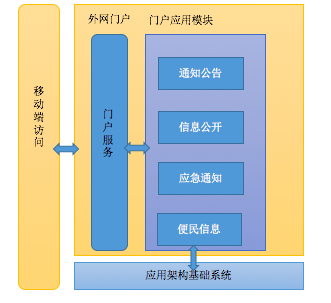 外网门户
门户应用模块
移动端访问
门户服务
通知公告
信息公开
应急通知
便民信息
应用架构基础系统